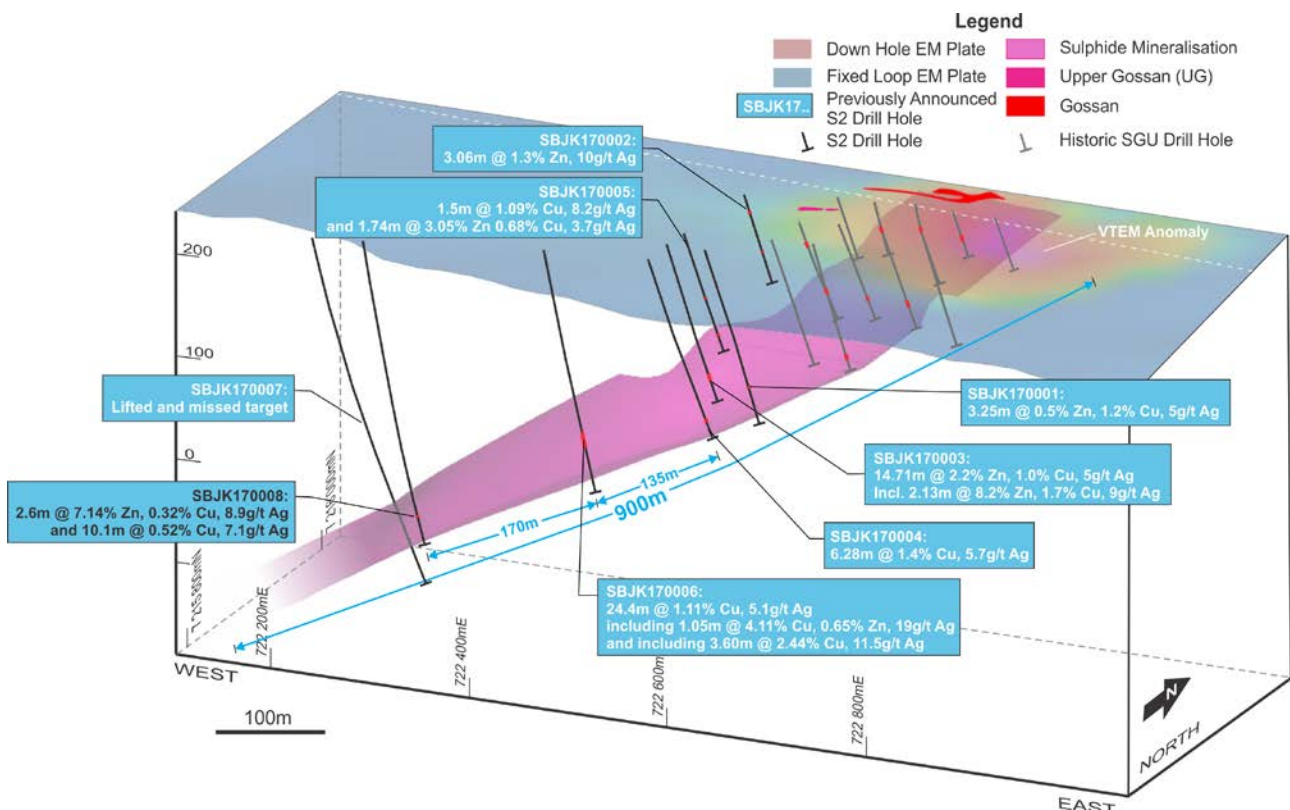 Legend
Down Hole EM Plate
Fixed Loop EM Plate
SBJK17..
Previously Announced
S2 Drill Hole
S2 Drill Hole
Sulphide Mineralisation
Upper Gossan (UG)
Gossan
Historic SGU Drill Hole
SBJK170002:
3.06m @ 1.3% Zn, 10g/t Ag
SBJK170005:
1.5m @ 1.09% Cu, 8.2g/t Ag
and 1.74m @ 3.05% Zn 0.68% Cu, 3.7g/t Ag
VTEM Anomaly
200
100
0
SBJK170007:
Lifted and missed target
SBJK170001:
3.25m @ 0.5% Zn, 1.2% Cu, 5g/t Ag
SBJK170003:
14.71m @ 2.2% Zn, 1.0% Cu, 5g/t Ag
Incl. 2.13m @ 8.2% Zn, 1.7% Cu, 9g/t Ag
SBJK170008:
2.6m @ 7.14% Zn, 0.32% Cu, 8.9g/t Ag
and 10.1m @ 0.52% Cu, 7.1g/t Ag
135m
170m
900m
SBJK170004:
6.28m @ 1.4% Cu, 5.7g/t Ag
SBJK170006:
24.4m @ 1.11% Cu, 5.1g/t Ag
including 1.05m @ 4.11% Cu, 0.65% Zn, 19g/t Ag
and including 3.60m @ 2.44% Cu, 11.5g/t Ag
722 200mE
722 400mE
722 600mE
722 800mE
WEST
100m
N
NORTH
EAST